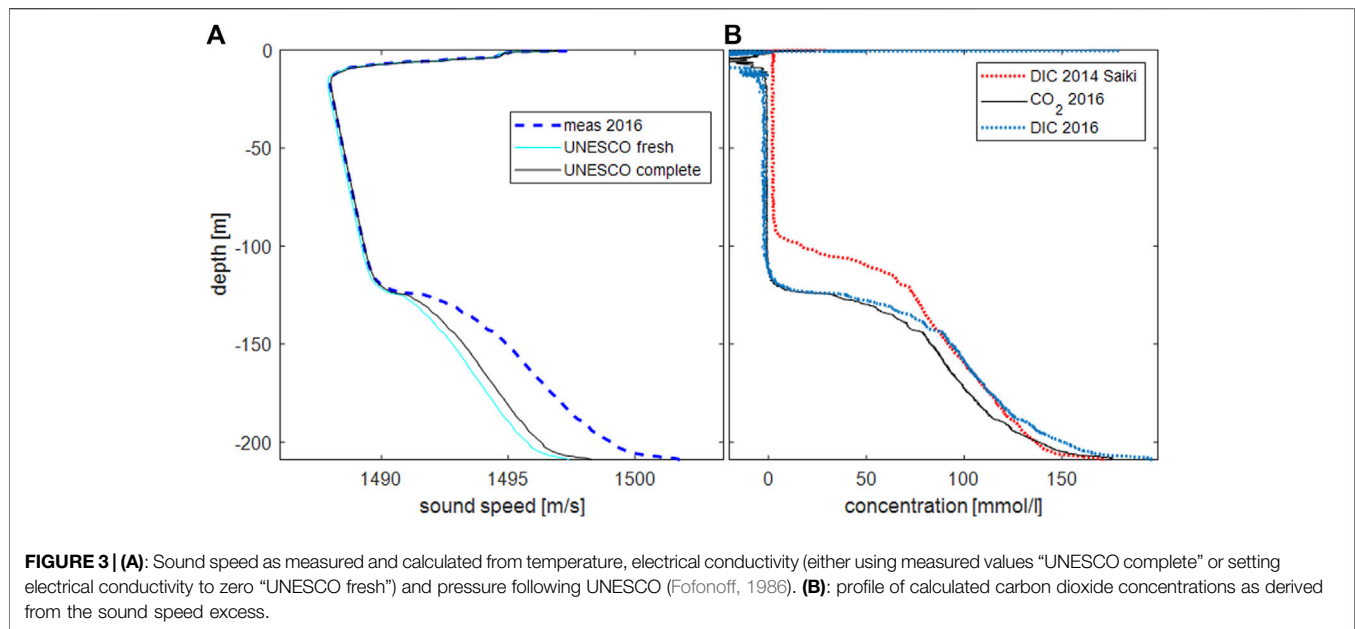 A
B
0
-50
-100
-150
-200
depth [m]
meas 2016
UNESCO fresh
UNESCO complete
1490
1495
1500
sound speed [m/s]
DIC 2014 Saiki
CO2 2016
DIC 2016
0
50
100
150
concentration [mmol/l]
FIGURE 3 | (A): Sound speed as measured and calculated from temperature, electrical conductivity (either using measured values “UNESCO complete” or setting
electrical conductivity to zero “UNESCO fresh”) and pressure following UNESCO (Fofonoff, 1986). (B): profile of calculated carbon dioxide concentrations as derived
from the sound speed excess.